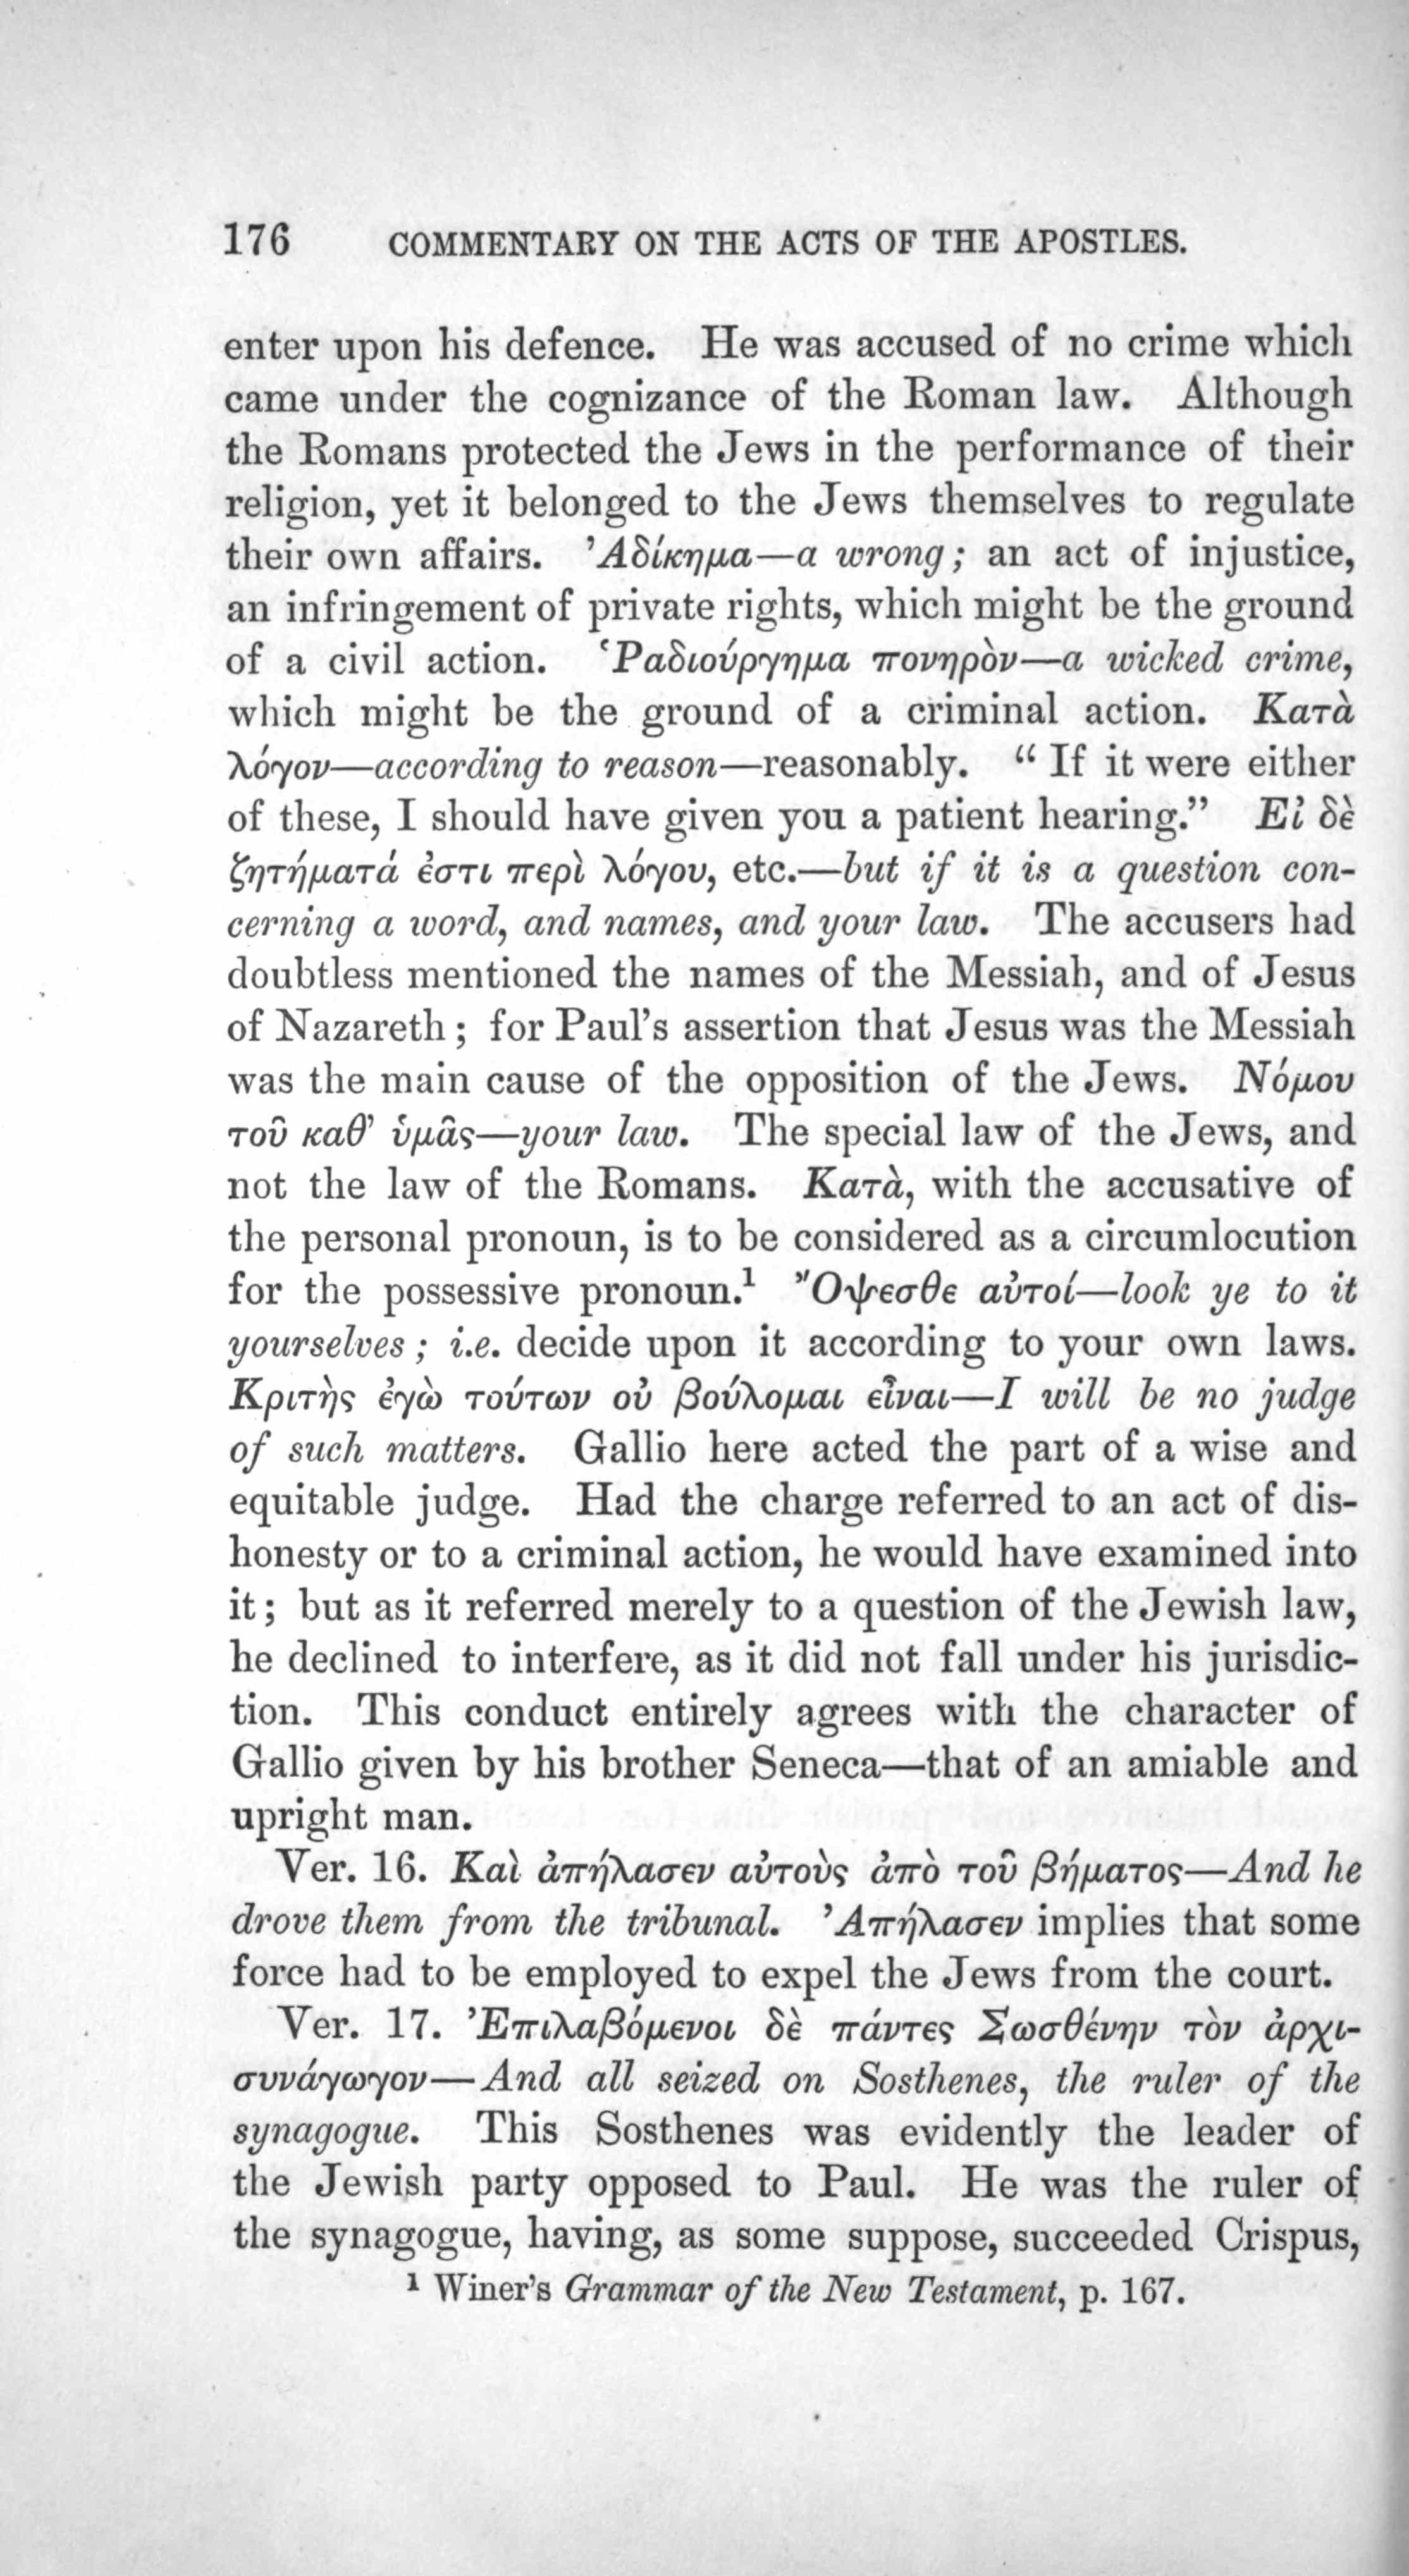 176 COMMENTARY ON THE ACTS OF THE APOSTLES.
enter upon his defence. He was accused of no crime which
came under the cognizance of the Roman law. Although
the Romans protected the Jews in the performance of their
religion, yet it belonged to the Jews themselves to regulate
their own affairs. Ἀδίκημα—a wrong; an act of injustice,
an infringement of private rights, which might be the ground
of a civil action. Ῥαδιούργημα πονηρὸν—a wicked crime,
which might be the ground of a criminal action. Κατὰ
λόγον—according to reason—reasonably. “If it were either
of these, I should have given you a patient hearing.” Εἰ δὲ
ζητήματά ἐστι περὶ λόγου, etc.—but if it is a question con-
cerning a word, and names, and your law. The accusers had
doubtless mentioned the names of the Messiah, and of Jesus
of Nazareth; for Paul's assertion that Jesus was the Messiah
was the main cause of the opposition of the Jews. Νόμου
τοῦ καθ’ ὑμᾶς—your law. The special law of the Jews, and
not the law of the Romans. Κατὰ, with the accusative of
the personal pronoun, is to be considered as a circumlocution
for the possessive pronoun.¹ Ὄψεσθε αὐτοί—look ye to it
yourselves; i.e. decide upon it according to your own laws.
Κριτὴς ἐγὼ τούτων οὐ βούλομαι εἶναι—I will be no judge
of such matters. Gallio here acted the part of a wise and
equitable judge. Had the charge referred to an act of dis-
honesty or to a criminal action, he would have examined into
it; but as it referred merely to a question of the Jewish law,
he declined to interfere, as it did not fall under his jurisdic-
tion. This conduct entirely agrees with the character of
Gallio given by his brother Seneca—that of an amiable and
upright man.
Ver. 16. Καὶ ἀπήλασεν αὐτοὺς ἀπὸ τοῦ βήματος—And he
drove them from the tribunal. Ἀπήλασεν implies that some
force had to be employed to expel the Jews from the court.
Ver. 17. Ἐπιλαβόμενοι δὲ πάντες Σωσθένην τὸν ἀρχι-
συνάγωγον—And all seized on Sosthenes, the ruler of the
synagogue. This Sosthenes was evidently the leader of
the Jewish party opposed to Paul. He was the ruler of
the synagogue, having, as some suppose, succeeded Crispus,
¹ Winer's Grammar of the New Testament, p. 167.